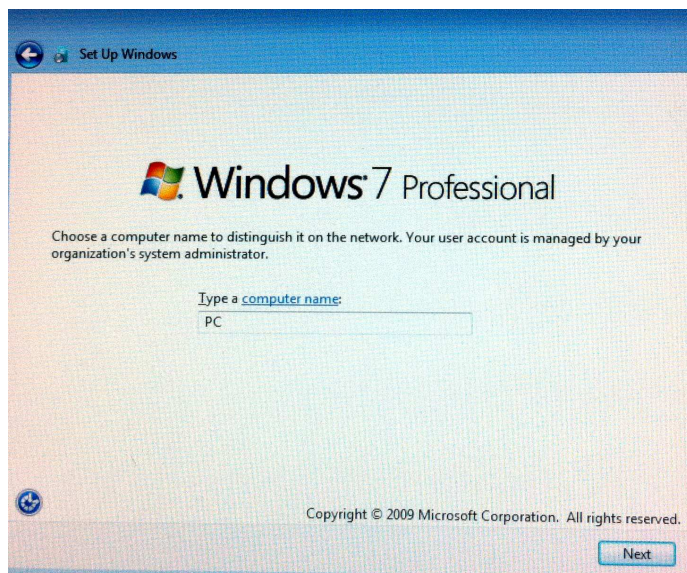 Set Up Windows
Windows 7 Professional
Choose a computer name to distinguish it on the network. Your user account is managed by your
organization's system administrator.
Type a computer name:
PC
Copyright © 2009 Microsoft Corporation. All rights reserved.
Next